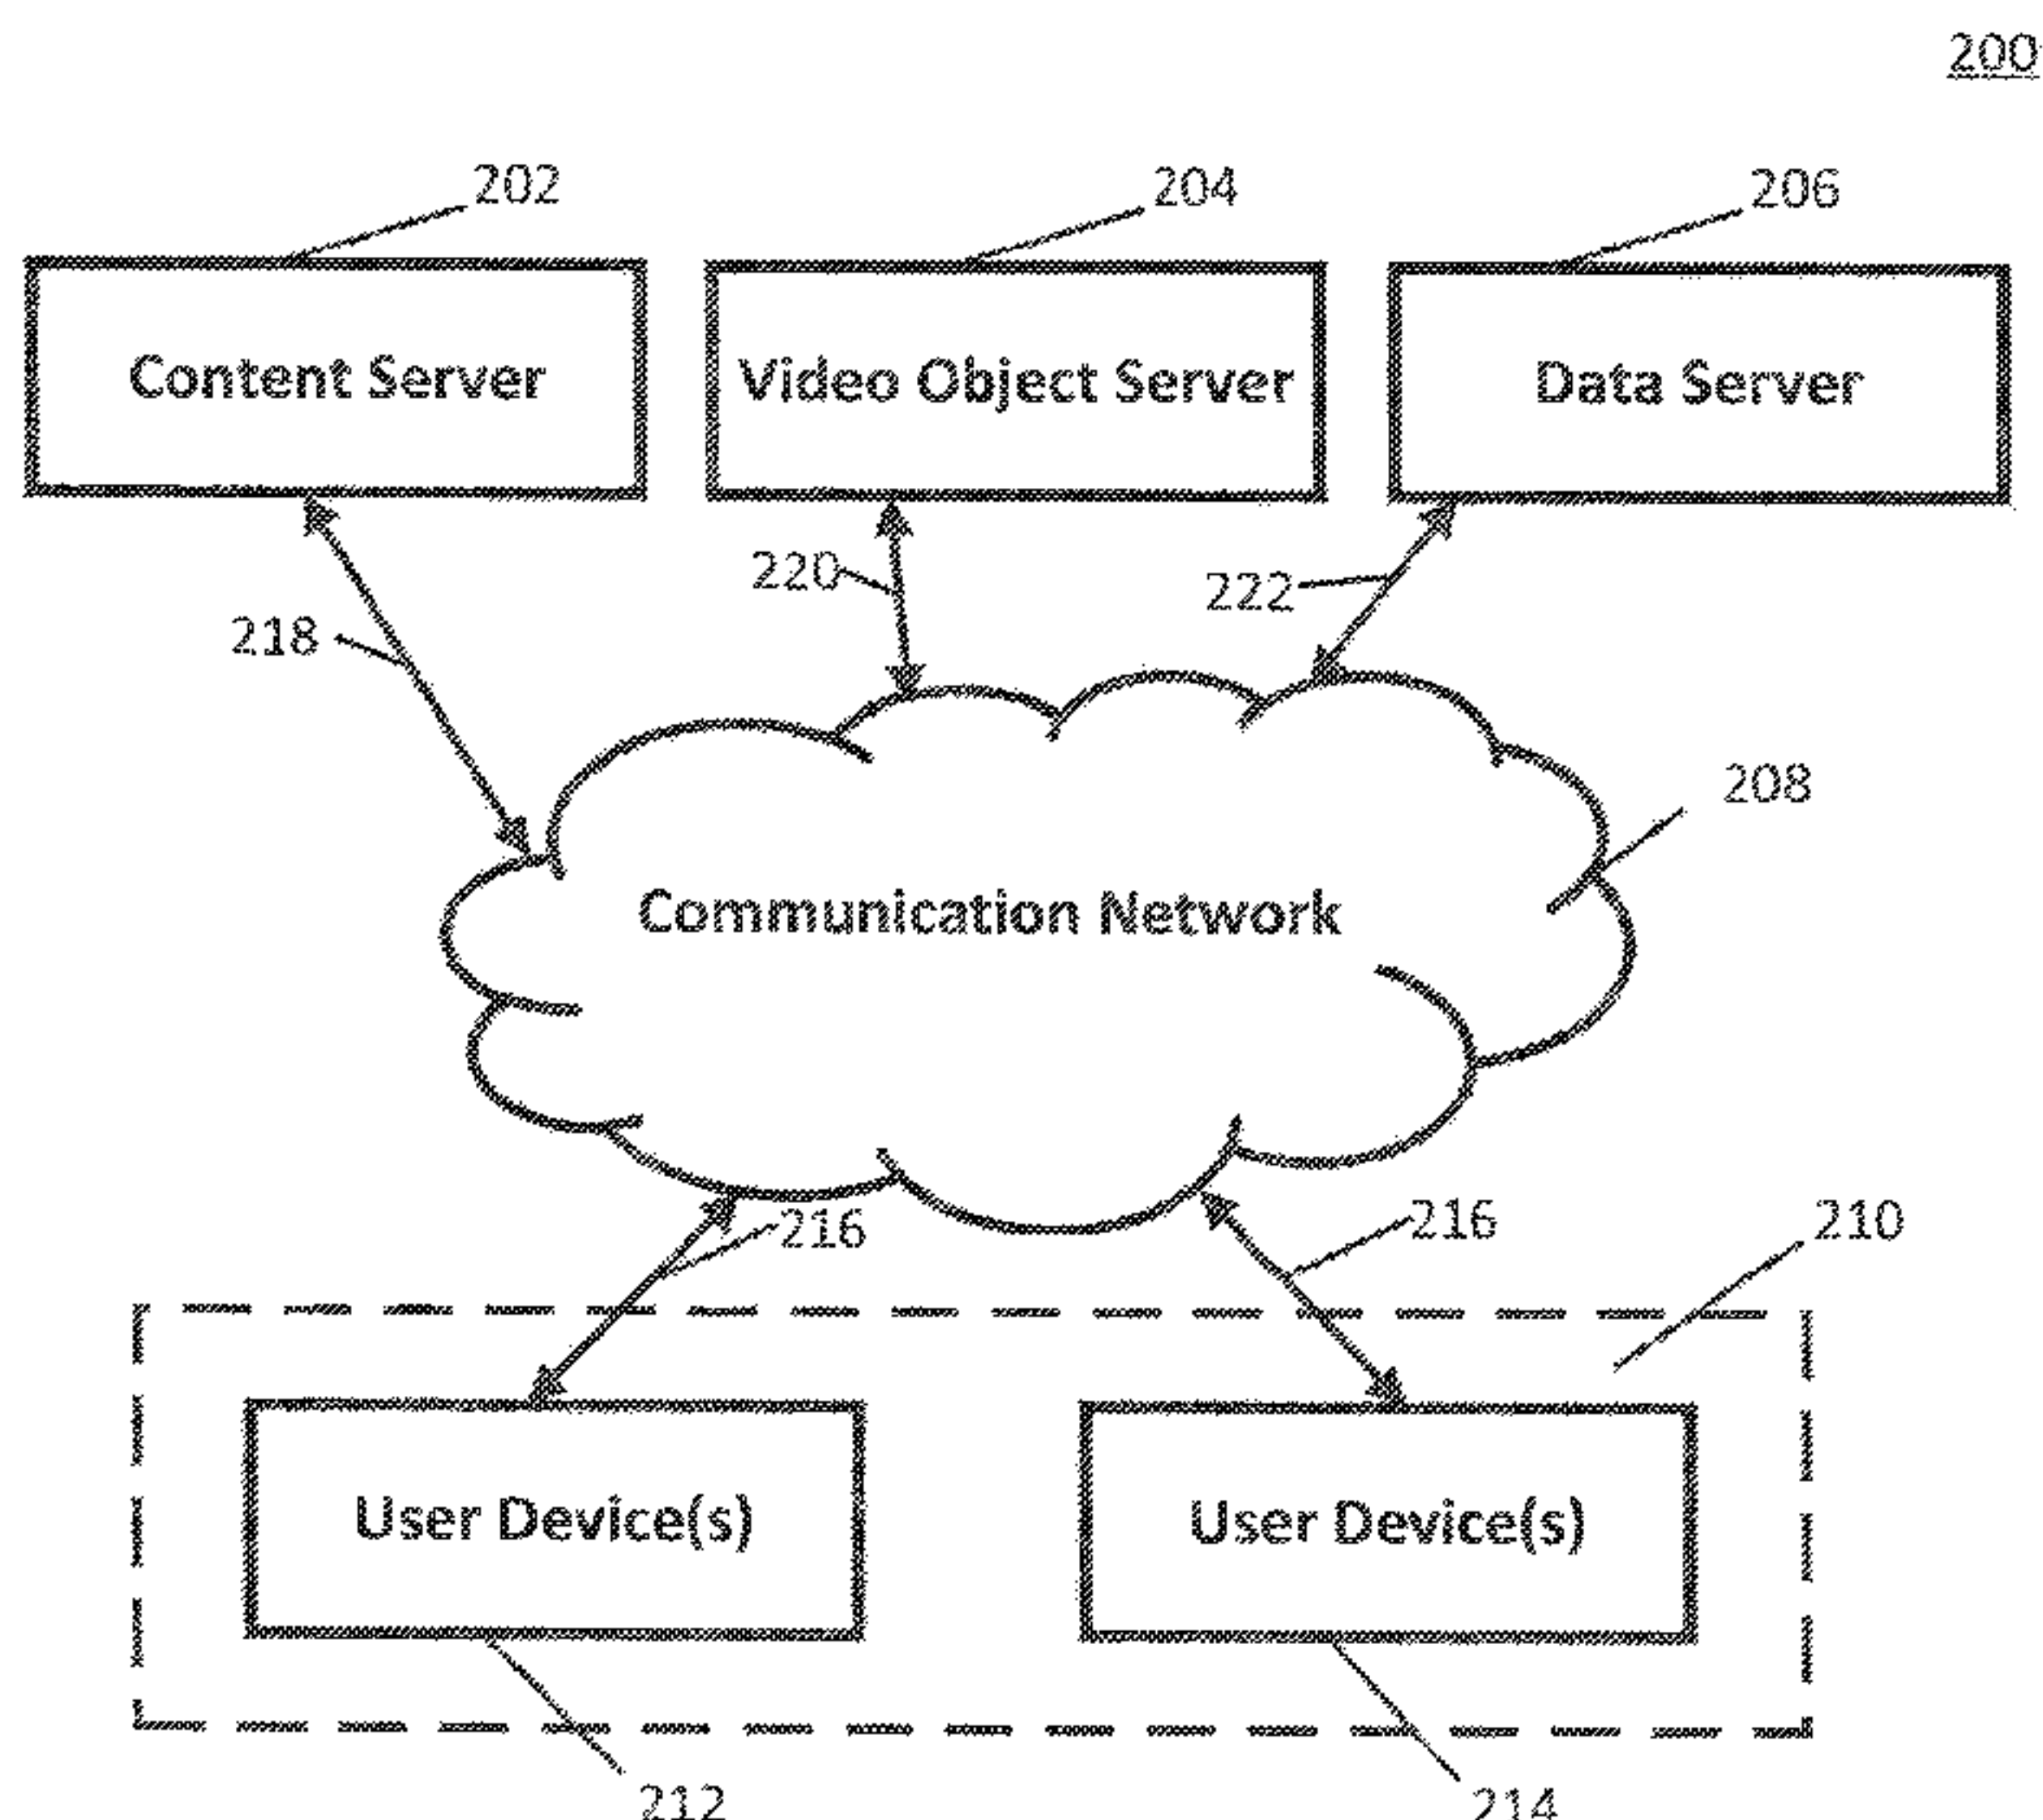 200
202
204
206
Content Server
Video Object Server
Data Server
220
222
218
208
Communication Network
216
216
210
User Device(s)
User Device(s)
212
214